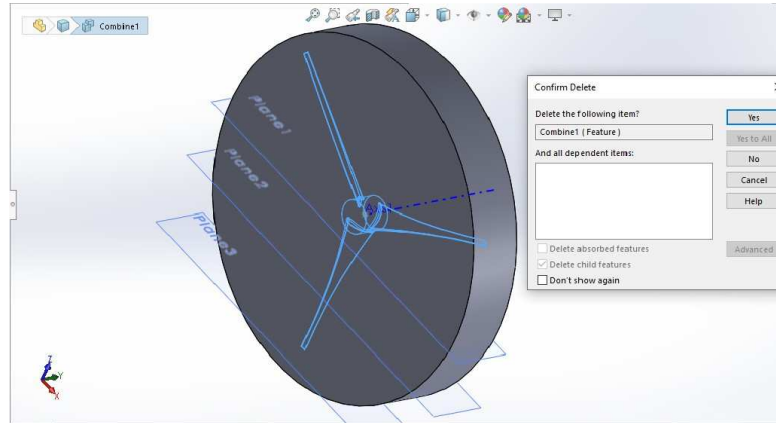 Combine1
Confirm Delete
Delete the following item?
Combine1 ( Feature )
And all dependent items:
Yes
Yes to All
No
Cancel
Help
Advanced
Delete absorbed features
Delete child features
Don't show again
Plane1
Plane2
Plane3
Z
Y
X